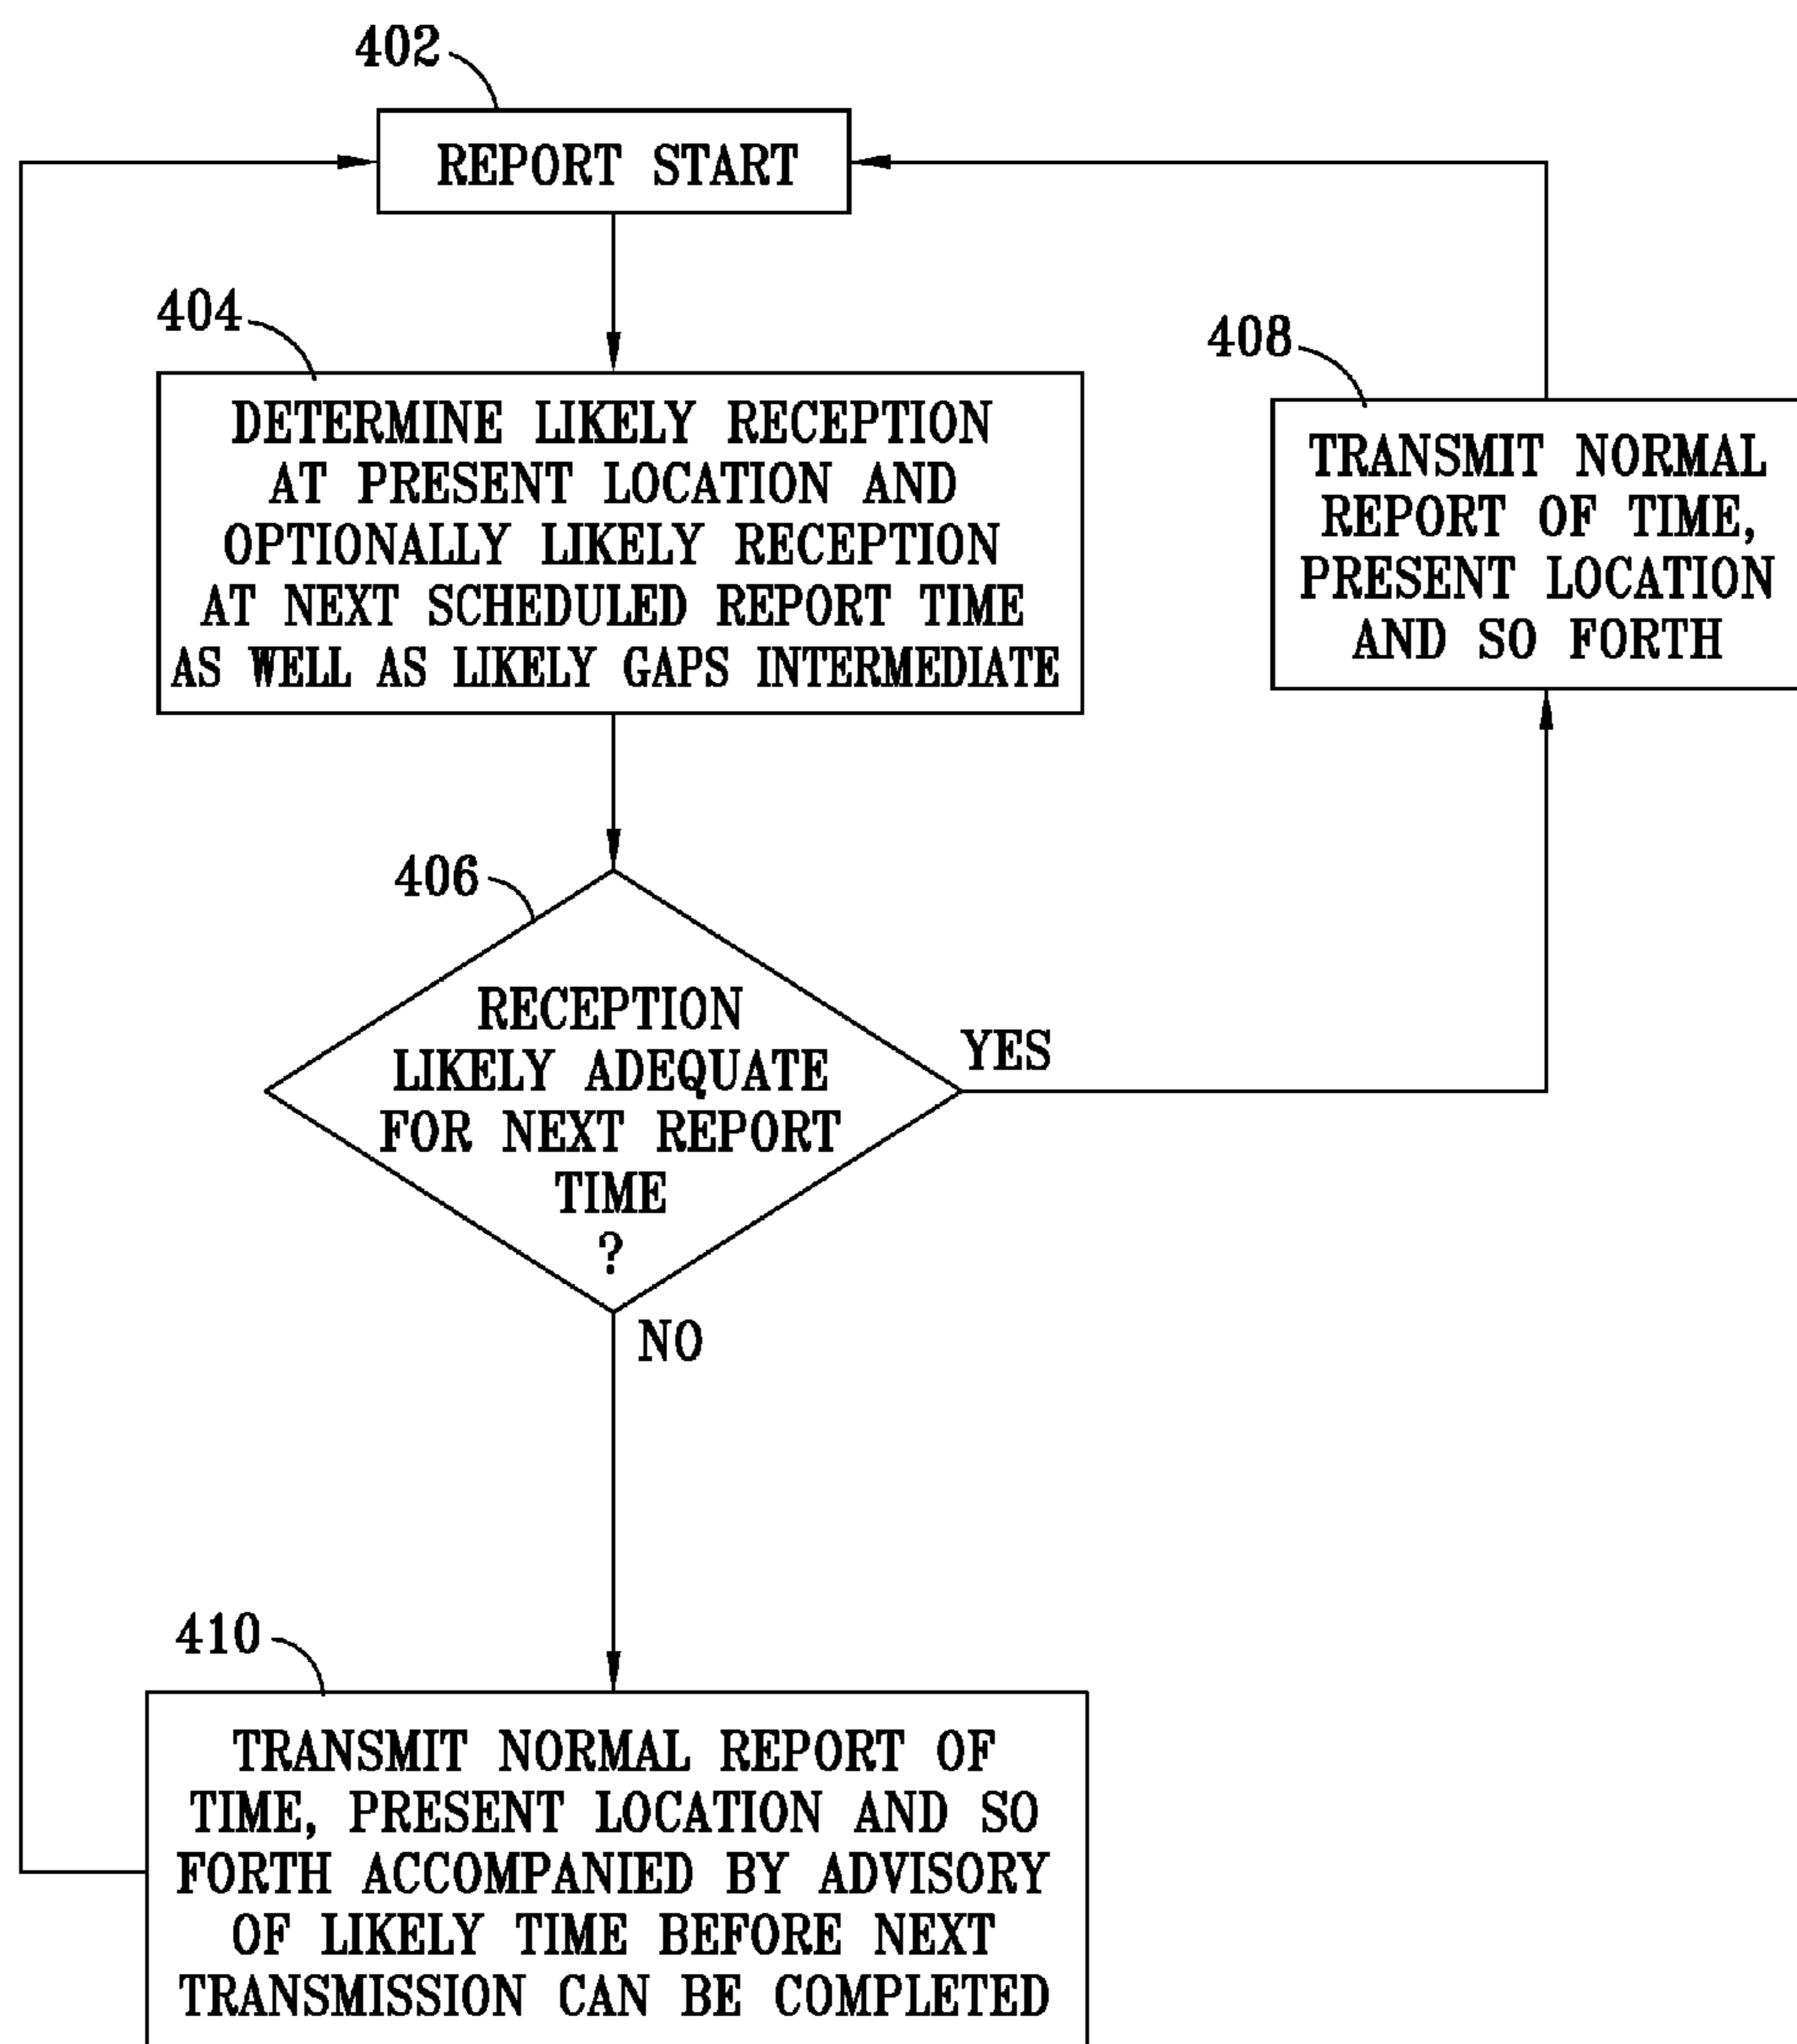 402
REPORT START
404
DETERMINE LIKELY RECEPTION
AT PRESENT LOCATION AND
OPTIONALLY LIKELY RECEPTION
AT NEXT SCHEDULED REPORT TIME
AS WELL AS LIKELY GAPS INTERMEDIATE
408
TRANSMIT NORMAL
REPORT OF TIME,
PRESENT LOCATION
AND SO FORTH
406
RECEPTION
LIKELY ADEQUATE
FOR NEXT REPORT
TIME
?
YES
NO
410
TRANSMIT NORMAL REPORT OF
TIME, PRESENT LOCATION AND SO
FORTH ACCOMPANIED BY ADVISORY
OF LIKELY TIME BEFORE NEXT
TRANSMISSION CAN BE COMPLETED